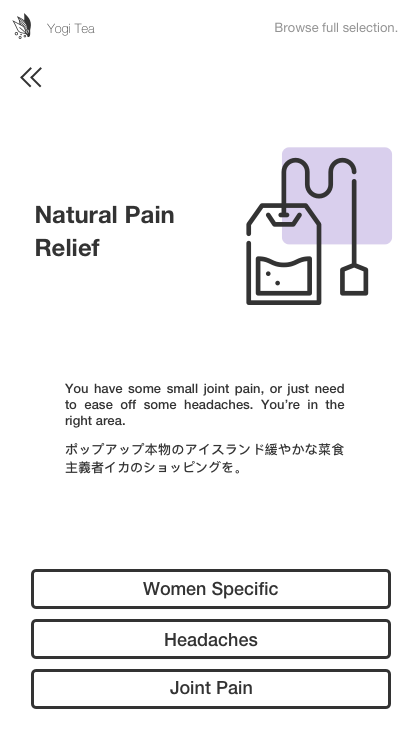 Yogi Tea
Browse full selection.
Natural Pain
Relief
You have some small joint pain, or just need
to ease off some headaches. You’re in the
right area.
ポップアップ本物のアイスランド緩やかな菜食
主義者イカのショッピングを。
Women Specific
Headaches
Joint Pain